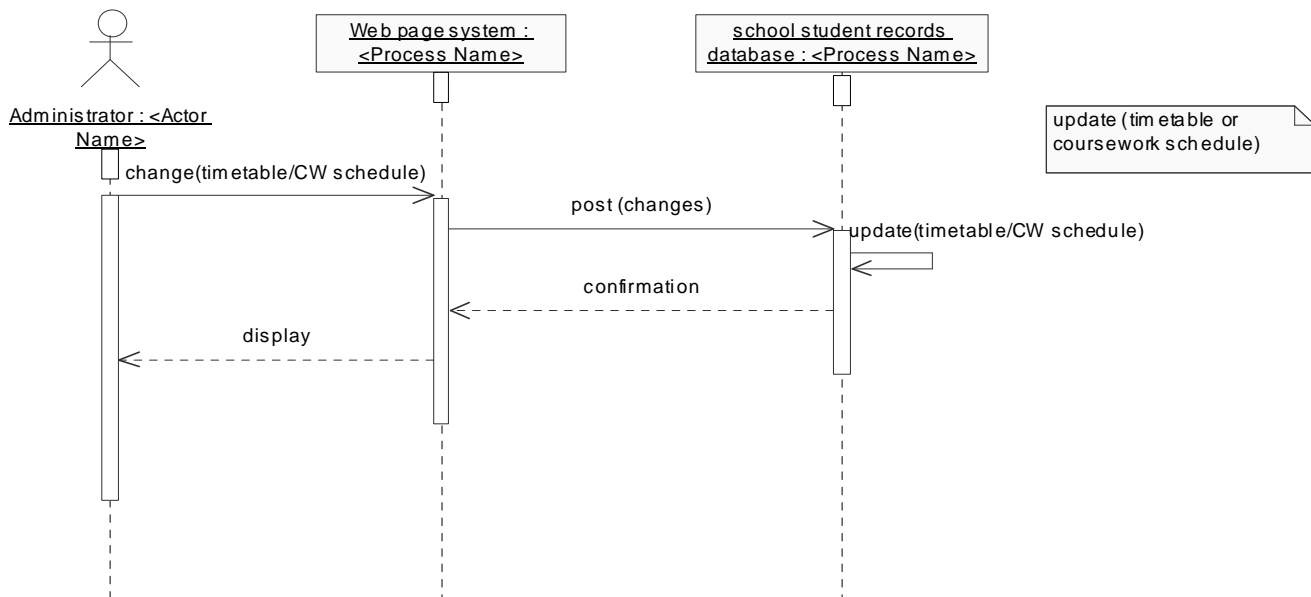 Web page system :
<Process Name>
school student records
database : <Process Name>
Administrator : <Actor
Name>
update (timetable or
coursework schedule)
change(timetable/CW schedule)
post (changes)
update(timetable/CW schedule)
confirmation
display